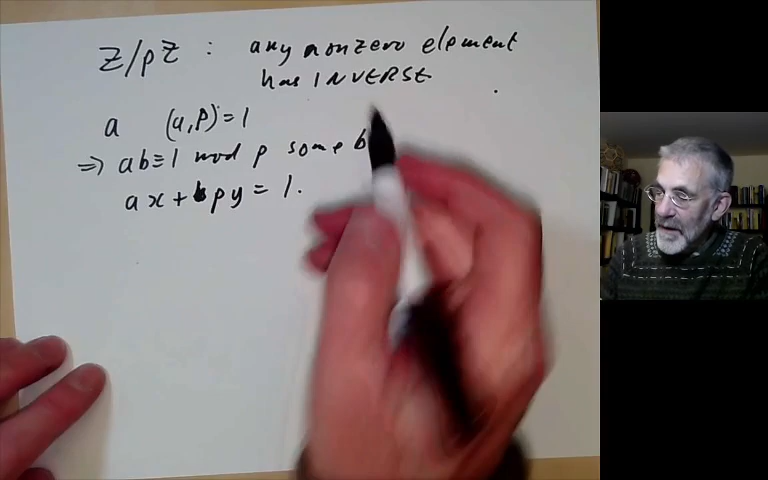 Z/pZ : any nonzero element
has INVERSE
a (a,p)=1
⇒ ab≡1 mod p some b
ax+py=1.